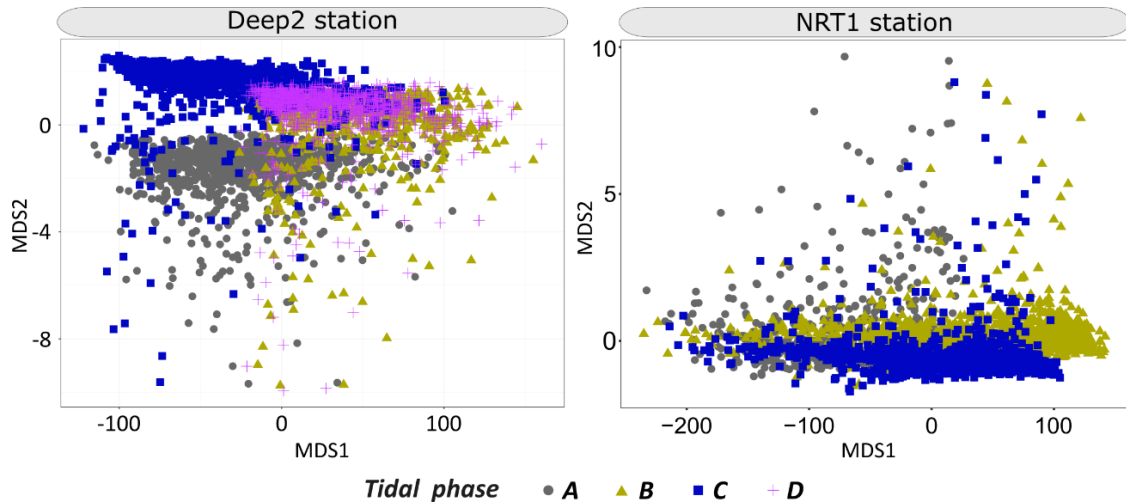 Deep2 station
NRT1 station
MDS2
0
-4
-8
-100
0
100
MDS1
MDS2
10
5
0
−200
−100
0
100
MDS1
Tidal phase A B C D